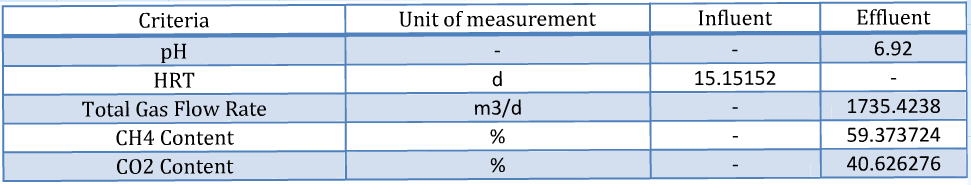 Criteria Unit of measurement Influent Effluent
pH - - 6.92
HRT d 15.15152 -
Total Gas Flow Rate m3/d - 1735.4238
CH4 Content % - 59.373724
CO2 Content % - 40.626276